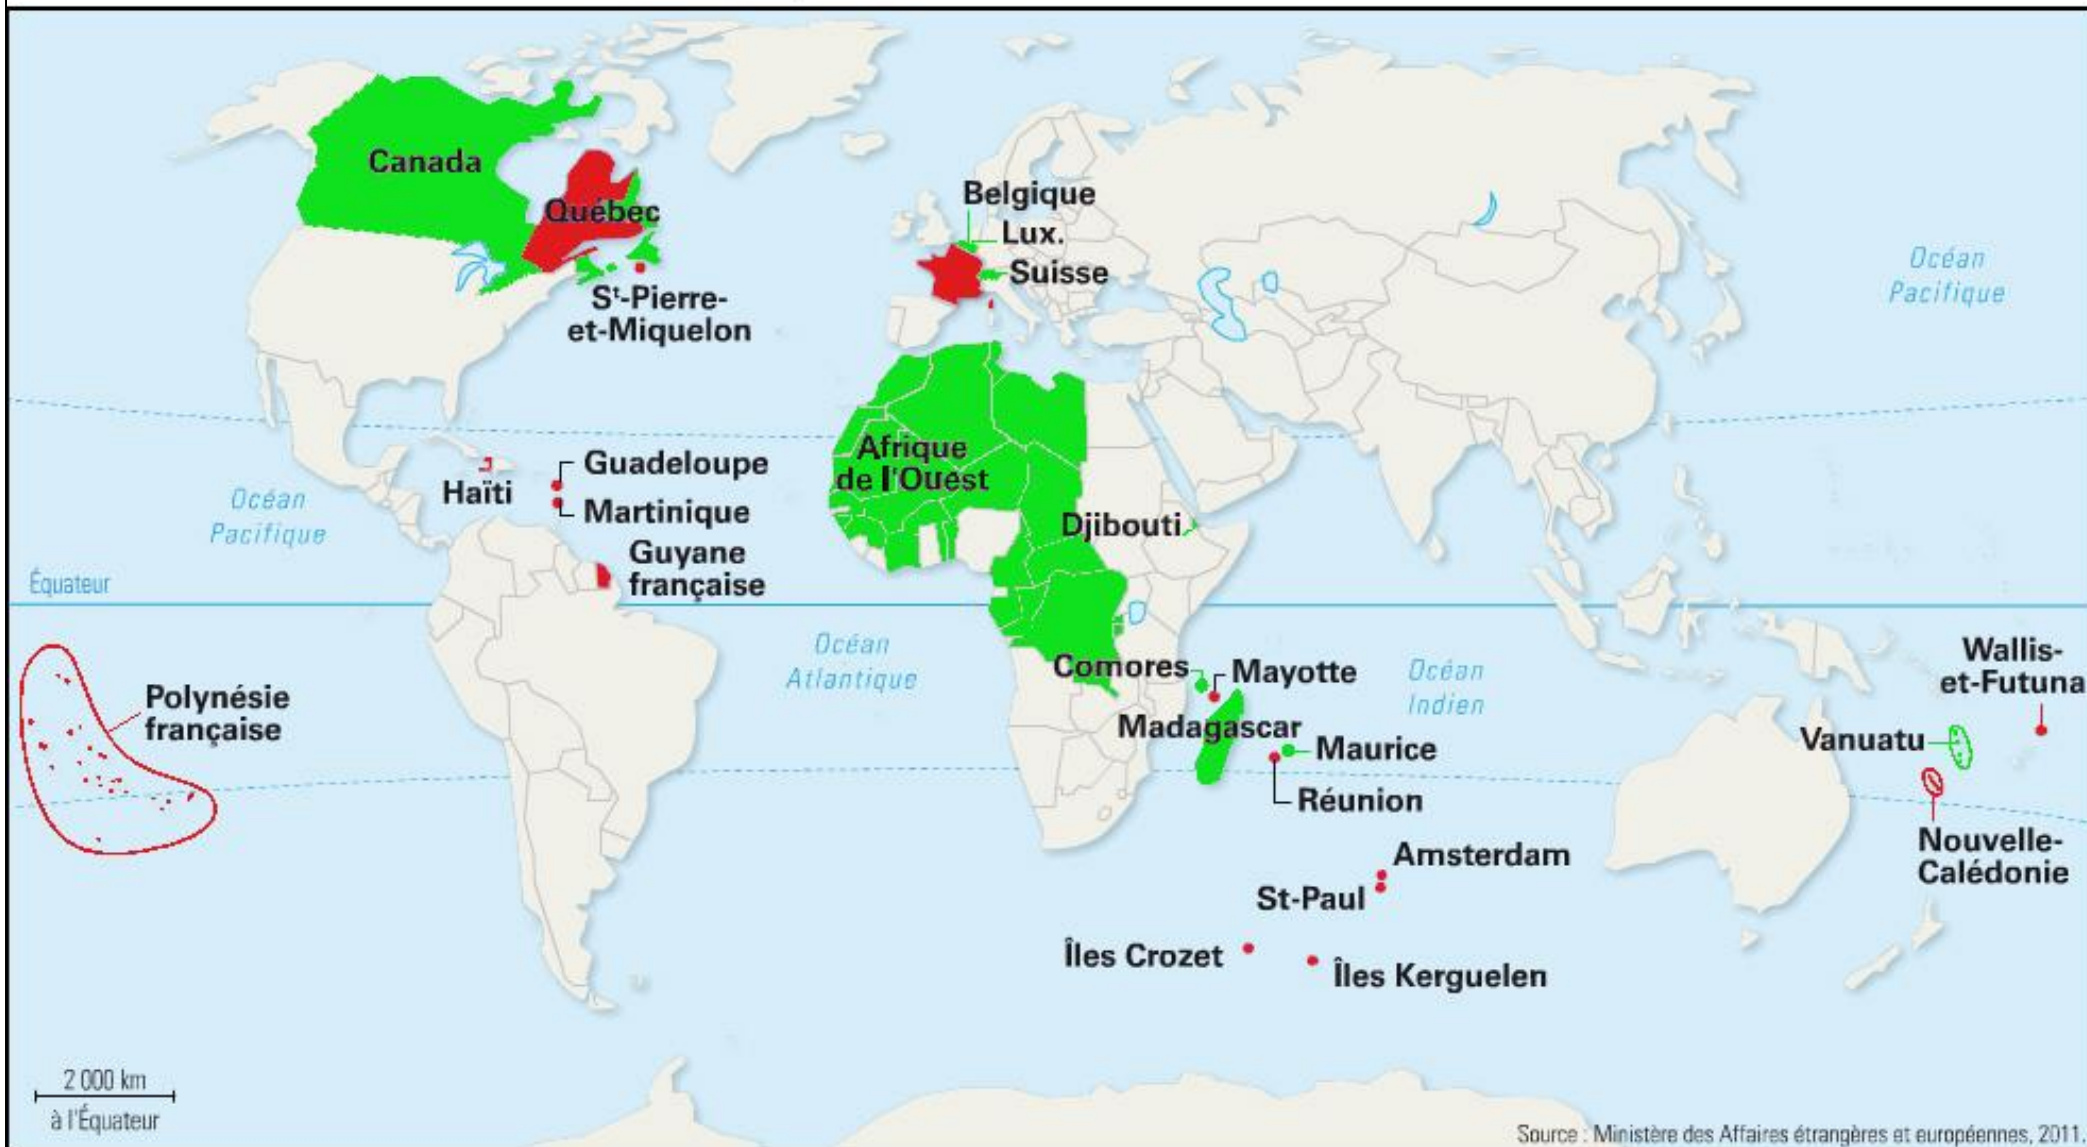 Canada
Québec
St-Pierre-
et-Miquelon
Belgique
Lux.
Suisse
Océan
Pacifique
Afrique
de l'Ouest
Guadeloupe
Haïti
Martinique
Océan
Pacifique
Guyane
française
Djibouti
Équateur
Océan
Atlantique
Comores
Mayotte
Océan
Indien
Wallis-
et-Futuna
Polynésie
française
Madagascar
Maurice
Vanuatu
Réunion
Nouvelle-
Calédonie
Amsterdam
St-Paul
Îles Crozet
Îles Kerguelen
2 000 km
à l'Équateur
Source : Ministère des Affaires étrangères et européennes, 2011